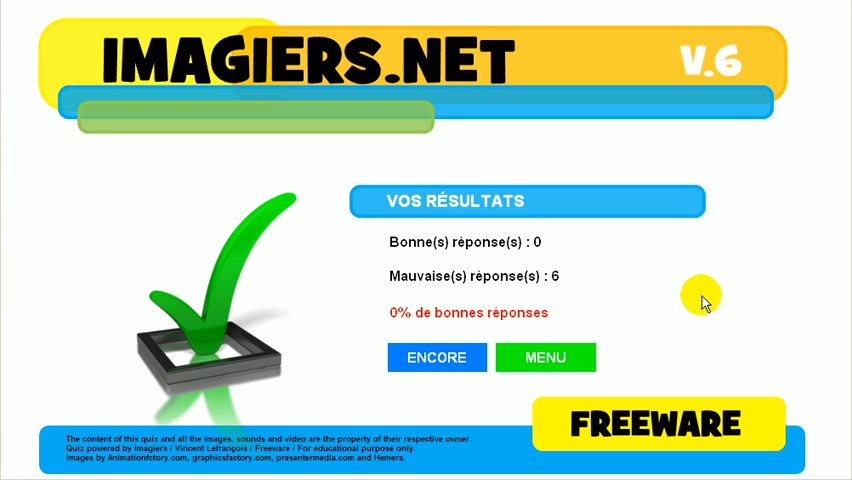 IMAGIERS.NET
V.6
VOS RÉSULTATS
Bonne(s) réponse(s) : 0
Mauvaise(s) réponse(s) : 6
0% de bonnes réponses
ENCORE
MENU
FREEWARE
The content of this quiz and all the images, sounds and video are the property of their respective owner.
Quiz powered by Imagiers / Vincent Lefrançois / Freeware / For educational purpose only.
Images by Animationfctory.com, graphicsfactory.com, presentermedia.com and Hemera.